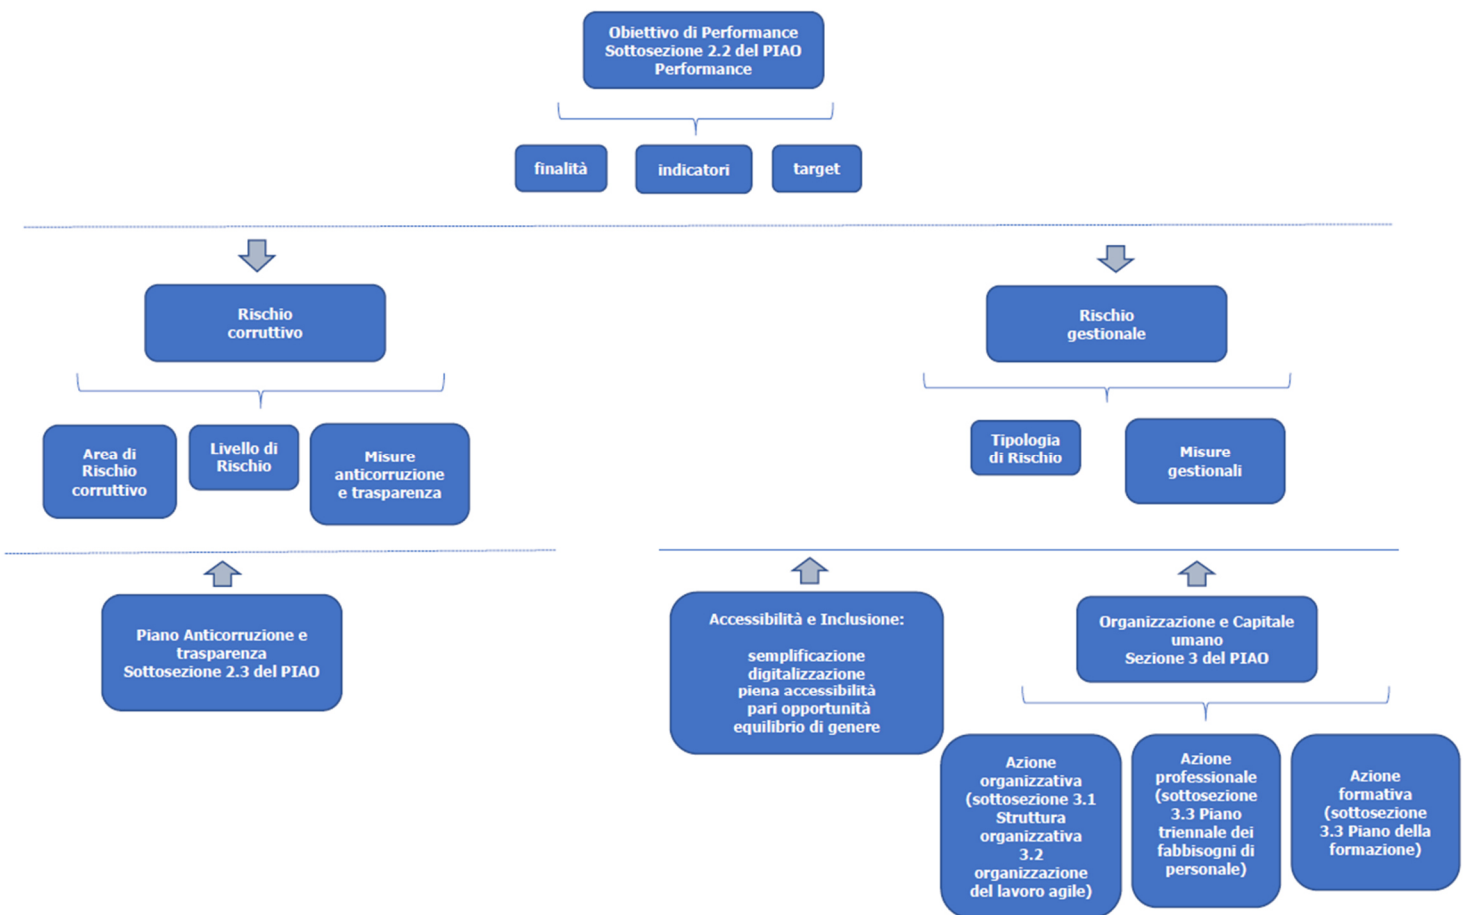 Obiettivo di Performance
Sottosezione 2.2 del PIAO
Performance
finalità
indicatori
target
Rischio
corruttivo
Rischio
gestionale
Area di
Rischio
corruttivo
Livello di
Rischio
Misure
anticorruzione
e trasparenza
Tipologia
di Rischio
Misure
gestionali
Piano Anticorruzione e
trasparenza
Sottosezione 2.3 del PIAO
Accessibilità e Inclusione:
semplificazione
digitalizzazione
piena accessibilità
pari opportunità
equilibrio di genere
Organizzazione e Capitale
umano
Sezione 3 del PIAO
Azione
organizzativa
(sottosezione 3.1
Struttura
organizzativa
3.2
organizzazione
del lavoro agile)
Azione
professionale
(sottosezione
3.3 Piano
triennale dei
fabbisogni di
personale)
Azione
formativa
(sottosezione
3.3 Piano della
formazione)